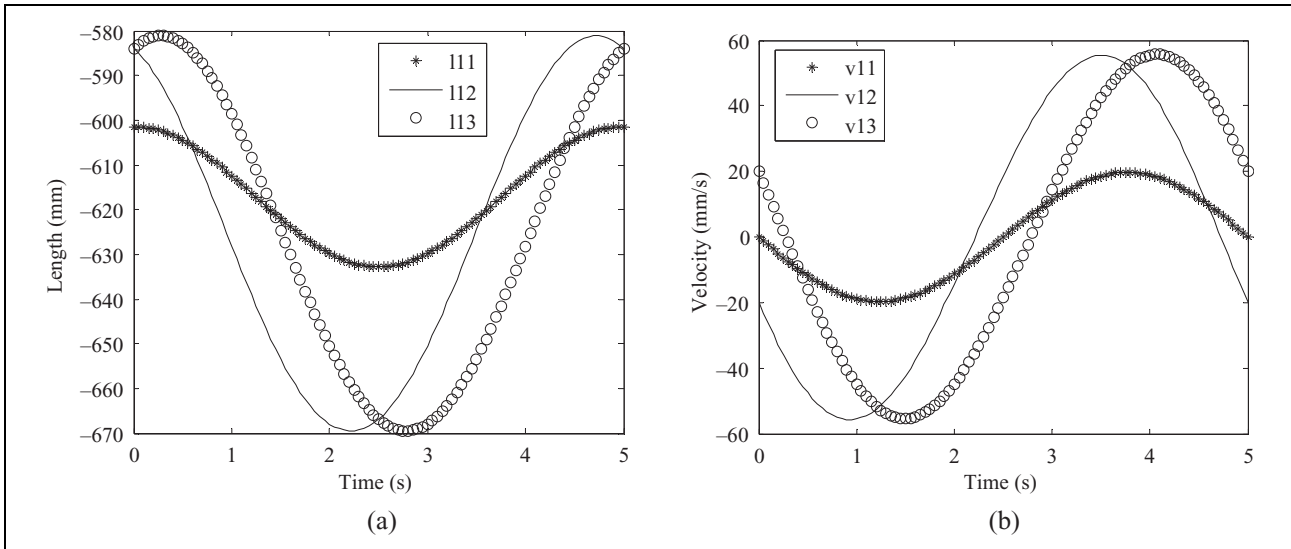 –580
–590
–600
–610
–620
–630
–640
–650
–660
–670
Length (mm)
0 1 2 3 4 5
Time (s)
l11
l12
l13
(a)
60
40
20
0
–20
–40
–60
Velocity (mm/s)
0 1 2 3 4 5
Time (s)
v11
v12
v13
(b)